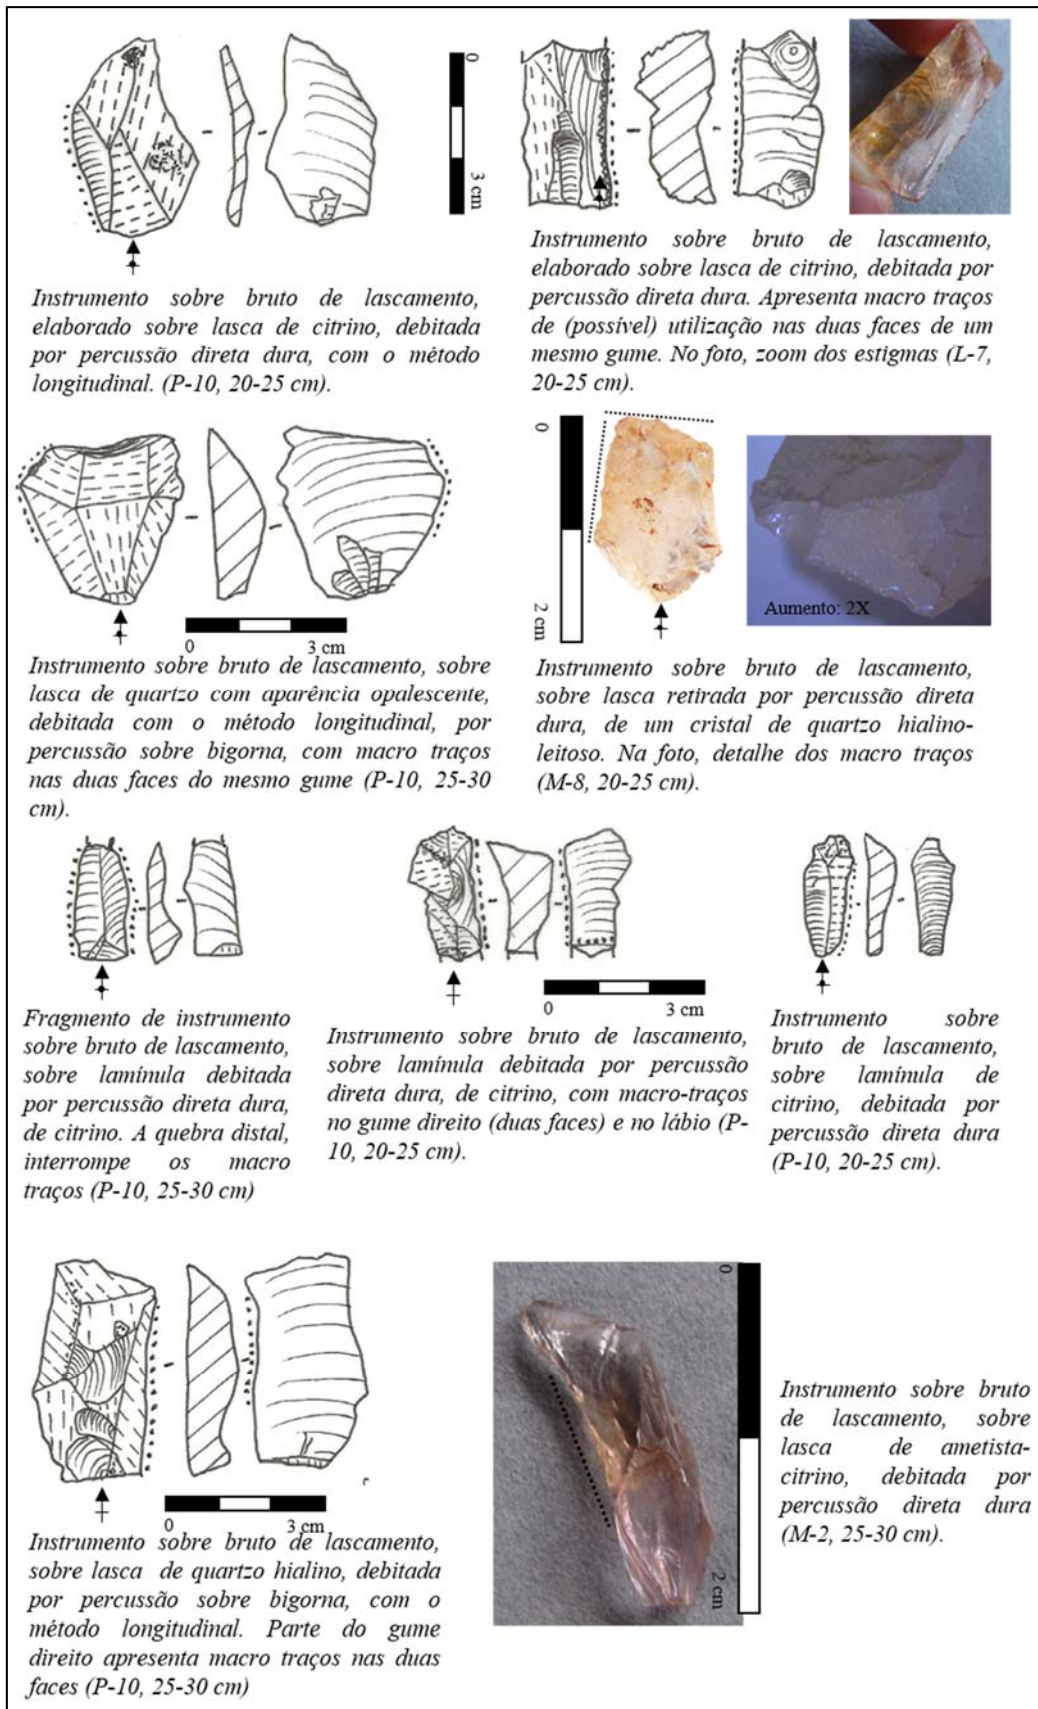 0
3 cm
Instrumento sobre bruto de lascamento,
elaborado sobre lasca de citrino, debitada
por percussão direta dura, com o método
longitudinal. (P-10, 20-25 cm).
Instrumento sobre bruto de lascamento,
elaborado sobre lasca de citrino, debitada por
percussão direta dura. Apresenta macro traços
de (possível) utilização nas duas faces de um
mesmo gume. No foto, zoom dos estigmas (L-7,
20-25 cm).
0 3 cm
Instrumento sobre bruto de lascamento, sobre
lasca de quartzo com aparência opalescente,
debitada com o método longitudinal, por
percussão sobre bigorna, com macro traços
nas duas faces do mesmo gume (P-10, 25-30
cm).
0
2 cm
Aumento: 2X
Instrumento sobre bruto de lascamento,
sobre lasca retirada por percussão direta
dura, de um cristal de quartzo hialino-
leitoso. Na foto, detalhe dos macro traços
(M-8, 20-25 cm).
Fragmento de instrumento
sobre bruto de lascamento,
sobre lamínula debitada
por percussão direta dura,
de citrino. A quebra distal,
interrompe os macro
traços (P-10, 25-30 cm)
0 3 cm
Instrumento sobre bruto de lascamento,
sobre lamínula debitada por percussão
direta dura, de citrino, com macro-traços
no gume direito (duas faces) e no lábio (P-
10, 20-25 cm).
Instrumento sobre
bruto de lascamento,
sobre lamínula de
citrino, debitada por
percussão direta dura
(P-10, 20-25 cm).
0 3 cm
Instrumento sobre bruto de lascamento,
sobre lasca de quartzo hialino, debitada
por percussão sobre bigorna, com o
método longitudinal. Parte do gume
direito apresenta macro traços nas duas
faces (P-10, 25-30 cm)
0
2 cm
Instrumento sobre bruto
de lascamento, sobre
lasca de ametista-
citrino, debitada por
percussão direta dura
(M-2, 25-30 cm).